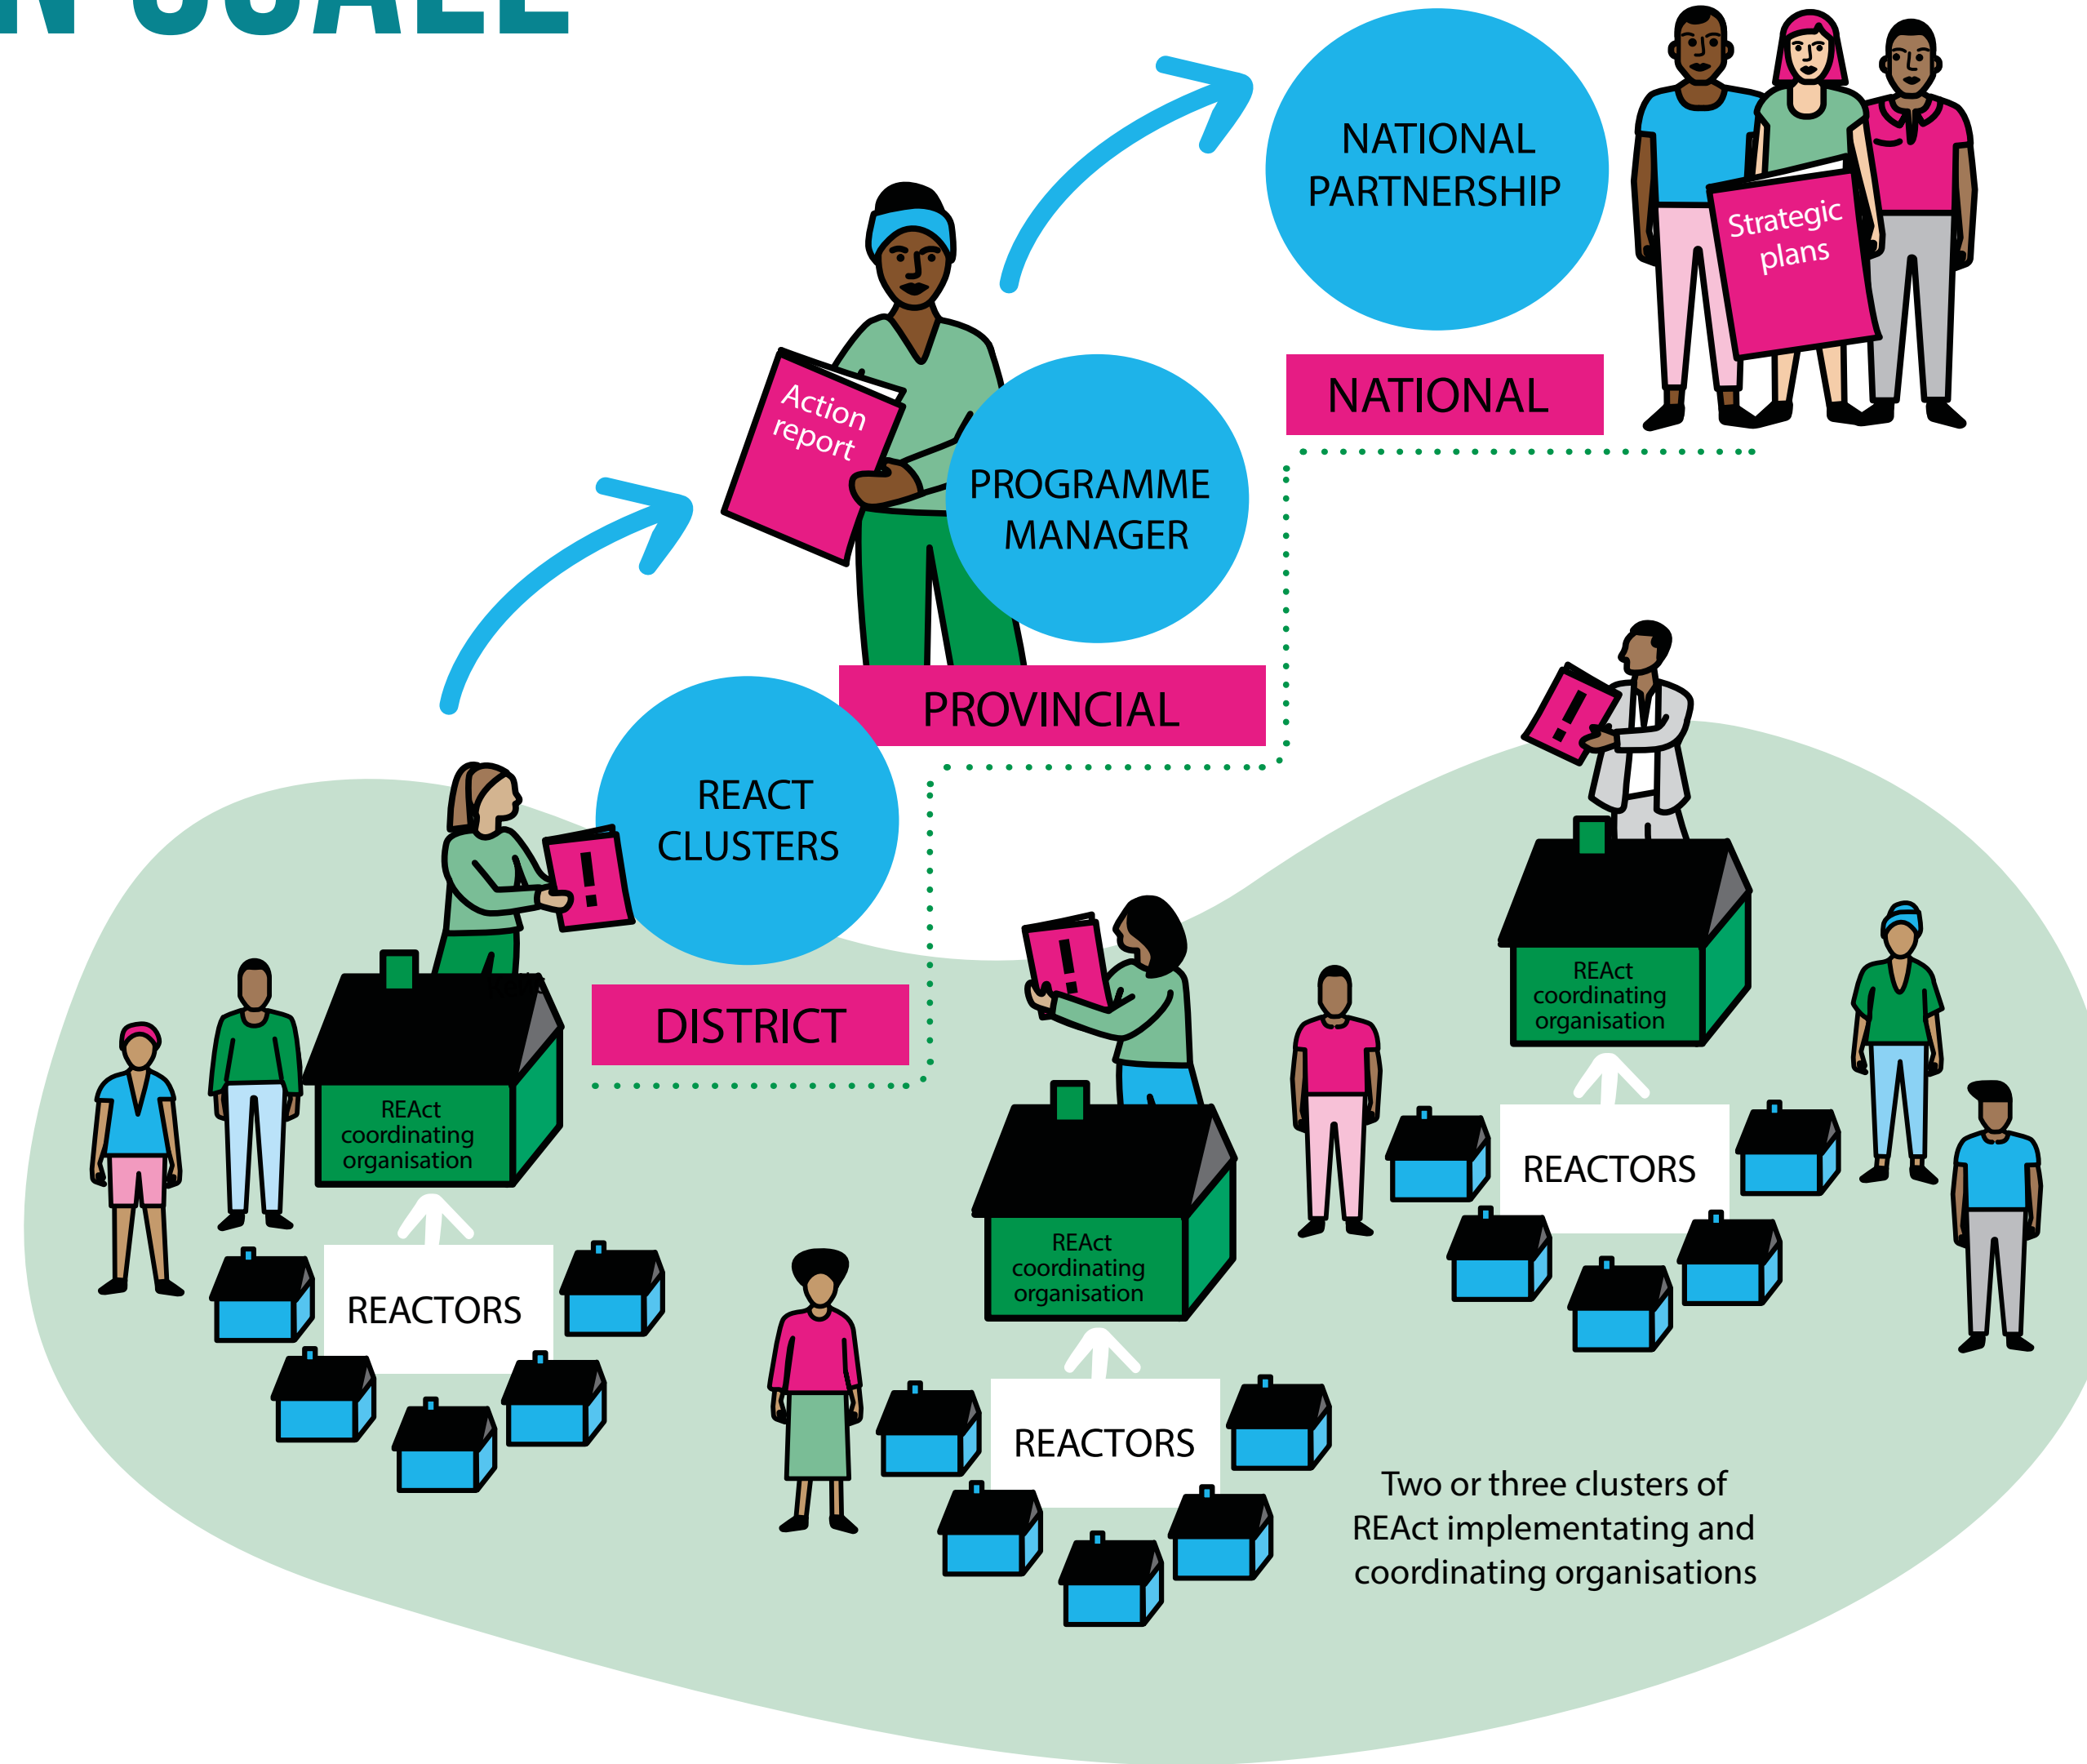 NATIONAL
PARTNERSHIP
Strategic
plans
NATIONAL
Action
report
PROGRAMME
MANAGER
PROVINCIAL
REACT
CLUSTERS
!
DISTRICT
!
!
REAct
coordinating
organisation
REACTORS
REAct
coordinating
organisation
REACTORS
REAct
coordinating
organisation
REACTORS
Two or three clusters of
REAct implementating and
coordinating organisations